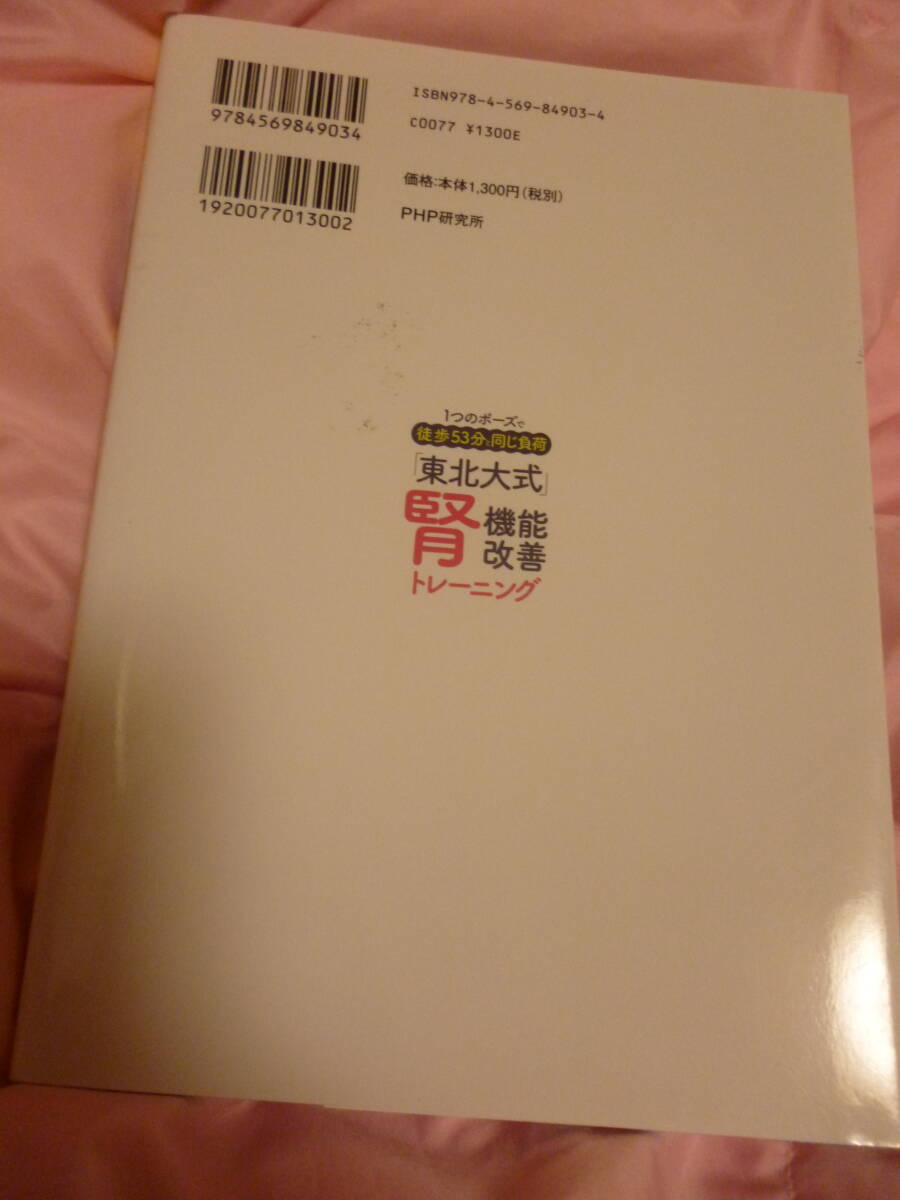 9784569849034
ISBN978-4-569-84903-4
C0077 ¥1300E
1920077013002
価格:本体1,300円(税別)
PHP研究所
1つのポーズで
徒歩53分と同じ負荷
「東北大式」
腎機能
改善
トレーニング